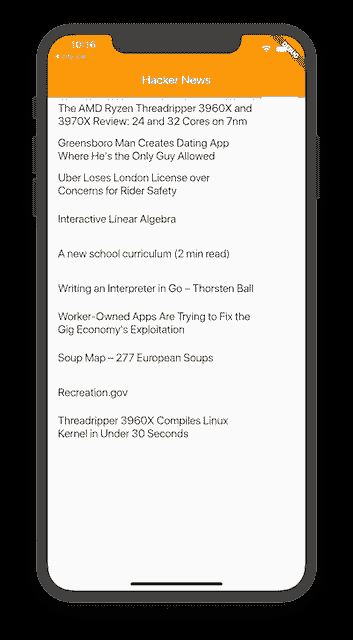 10:16
Hacker News
The AMD Ryzen Threadripper 3960X and
3970X Review: 24 and 32 Cores on 7nm
Greensboro Man Creates Dating App
Where He's the Only Guy Allowed
Uber Loses London License over
Concerns for Rider Safety
Interactive Linear Algebra
A new school curriculum (2 min read)
Writing an Interpreter in Go – Thorsten Ball
Worker-Owned Apps Are Trying to Fix the
Gig Economy's Exploitation
Soup Map – 277 European Soups
Recreation.gov
Threadripper 3960X Compiles Linux
Kernel in Under 30 Seconds